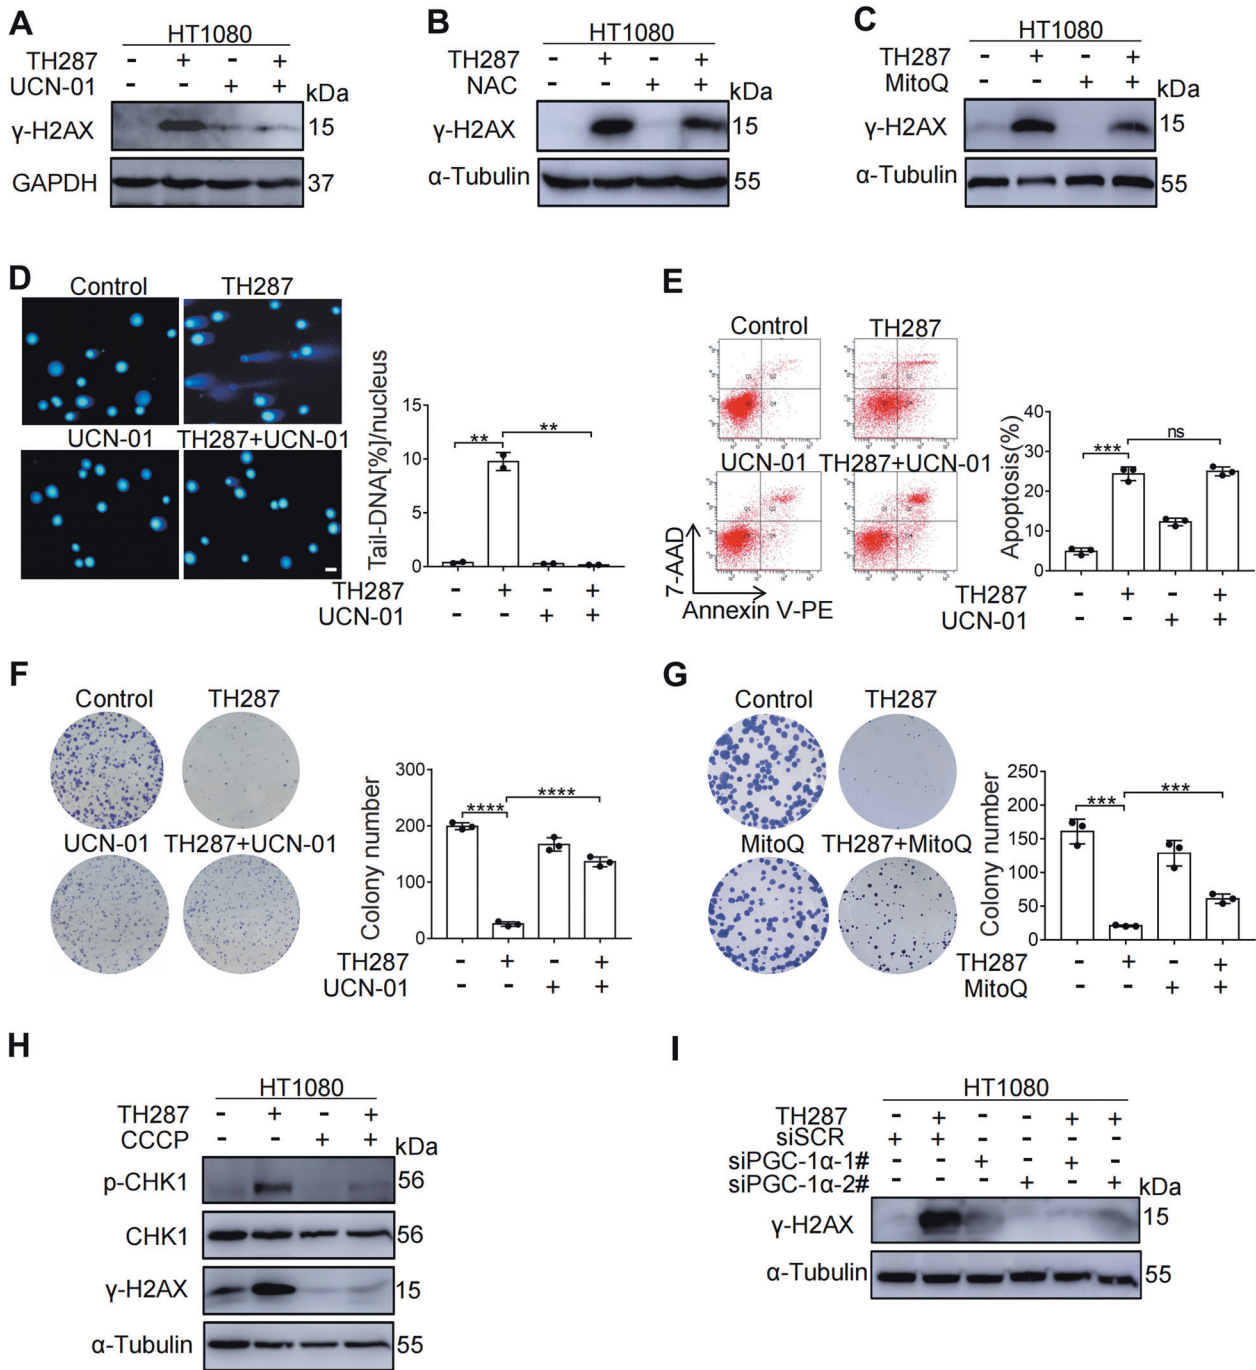 A
HT1080
TH287 - + - +
UCN-01 - - + +
kDa
γ-H2AX 15
GAPDH 37
B
HT1080
TH287 - + - +
NAC - - + +
kDa
γ-H2AX 15
α-Tubulin 55
C
HT1080
TH287 - + - +
MitoQ - - + +
kDa
γ-H2AX 15
α-Tubulin 55
D
Control TH287
UCN-01 TH287+UCN-01
Tail-DNA[%]/nucleus
15
10
5
0
** **
TH287 - + - +
UCN-01 - - + +
E
Control TH287
UCN-01 TH287+UCN-01
7-AAD
Annexin V-PE
Apoptosis(%)
40
30
20
10
0
*** ns
TH287 - + - +
UCN-01 - - + +
F
Control TH287
UCN-01 TH287+UCN-01
Colony number
300
200
100
0
**** ****
TH287 - + - +
UCN-01 - - + +
G
Control TH287
MitoQ TH287+MitoQ
Colony number
250
200
150
100
50
0
*** ***
TH287 - + - +
MitoQ - - + +
H
HT1080
TH287 - + - +
CCCP - - + +
kDa
p-CHK1 56
CHK1 56
γ-H2AX 15
α-Tubulin 55
I
HT1080
TH287 - + - - + +
siSCR + + - - - -
siPGC-1α-1# - - + - + -
siPGC-1α-2# - - - + - +
kDa
γ-H2AX 15
α-Tubulin 55